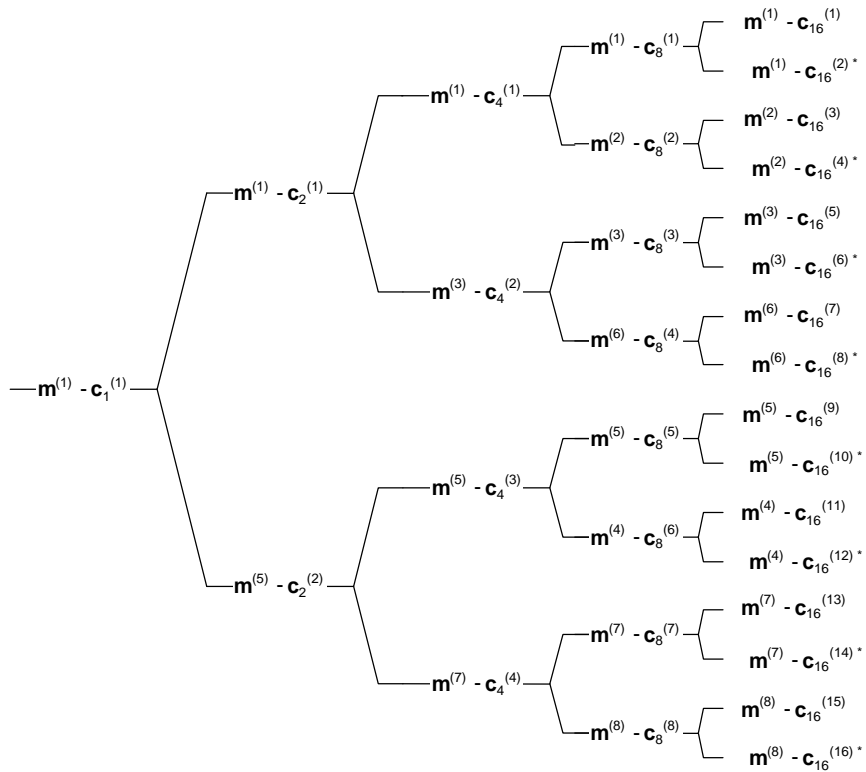 m(1) - c16(1)
m(1) - c8(1)
m(1) - c16(2) *
m(1) - c4(1)
m(2) - c16(3)
m(2) - c8(2)
m(2) - c16(4) *
m(1) - c2(1)
m(3) - c16(5)
m(3) - c8(3)
m(3) - c16(6) *
m(3) - c4(2)
m(6) - c16(7)
m(6) - c8(4)
m(6) - c16(8) *
m(1) - c1(1)
m(5) - c16(9)
m(5) - c8(5)
m(5) - c16(10) *
m(5) - c4(3)
m(4) - c16(11)
m(4) - c8(6)
m(4) - c16(12) *
m(5) - c2(2)
m(7) - c16(13)
m(7) - c8(7)
m(7) - c16(14) *
m(7) - c4(4)
m(8) - c16(15)
m(8) - c8(8)
m(8) - c16(16) *